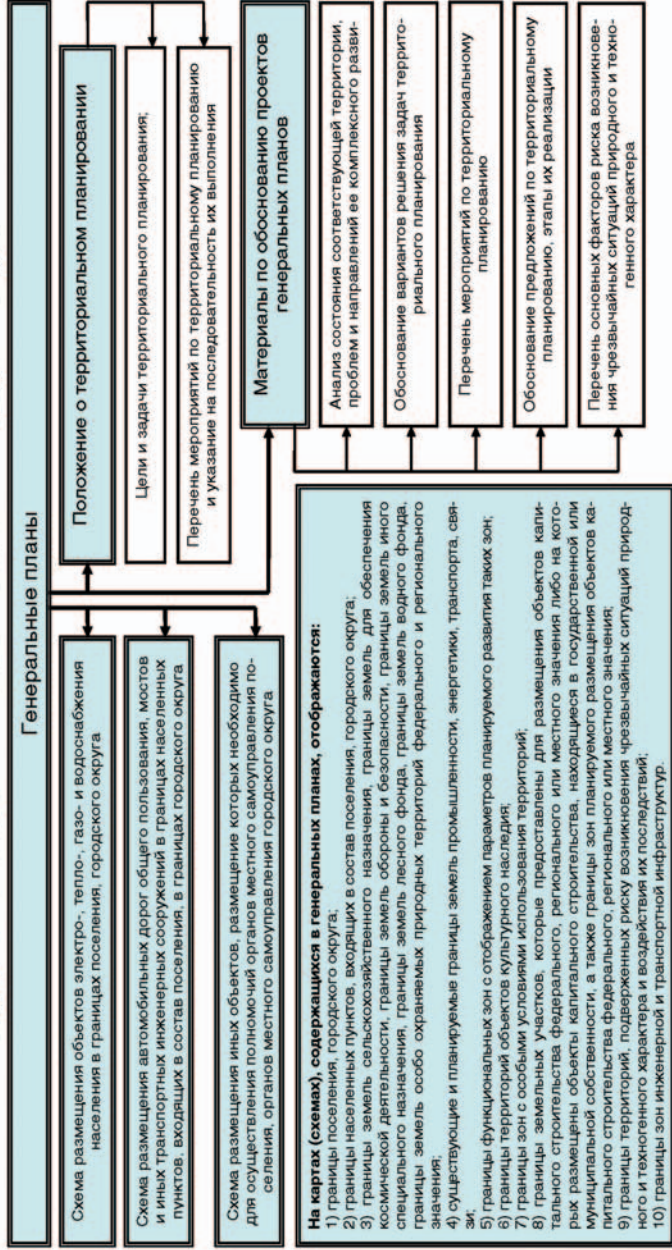 Генеральные планы
Схема размещения объектов электро-, тепло-, газо- и водоснабжения
населения в границах поселения, городского округа
Схема размещения автомобильных дорог общего пользования, мостов
и иных транспортных инженерных сооружений в границах населенных
пунктов, входящих в состав поселения, в границах городского округа
Схема размещения иных объектов, размещение которых необходимо
для осуществления полномочий органов местного самоуправления по-
селения, органов местного самоуправления городского округа
Положение о территориальном планировании
Цели и задачи территориального планирования;
Перечень мероприятий по территориальному планированию
и указание на последовательность их выполнения
Материалы по обоснованию проектов
генеральных планов
Анализ состояния соответствующей территории,
проблем и направлений ее комплексного разви-
Обоснование вариантов решения задач террито-
риального планирования
Перечень мероприятий по территориальному
планированию
Обоснование предложений по территориальному
планированию, этапы их реализации
Перечень основных факторов риска возникнове-
ния чрезвычайных ситуаций природного и техно-
генного характера
На картах (схемах), содержащихся в генеральных планах, отображаются:
1) границы поселения, городского округа;
2) границы населенных пунктов, входящих в состав поселения, городского округа;
3) границы земель сельскохозяйственного назначения, границы земель для обеспечения
космической деятельности, границы земель обороны и безопасности, границы земель иного
специального назначения, границы земель лесного фонда, границы земель водного фонда,
границы земель особо охраняемых природных территорий федерального и регионального
значения;
4) существующие и планируемые границы земель промышленности, энергетики, транспорта, свя-
зи;
5) границы функциональных зон с отображением параметров планируемого развития таких зон;
6) границы территорий объектов культурного наследия;
7) границы зон с особыми условиями использования территорий;
8) границы земельных участков, которые предоставлены для размещения объектов капи-
тального строительства федерального, регионального или местного значения либо на кото-
рых размещены объекты капитального строительства, находящиеся в государственной или
муниципальной собственности, а также границы зон планируемого размещения объектов ка-
питального строительства федерального, регионального или местного значения;
9) границы территорий, подверженных риску возникновения чрезвычайных ситуаций природ-
ного и техногенного характера и воздействия их последствий;
10) границы зон инженерной и транспортной инфраструктур.